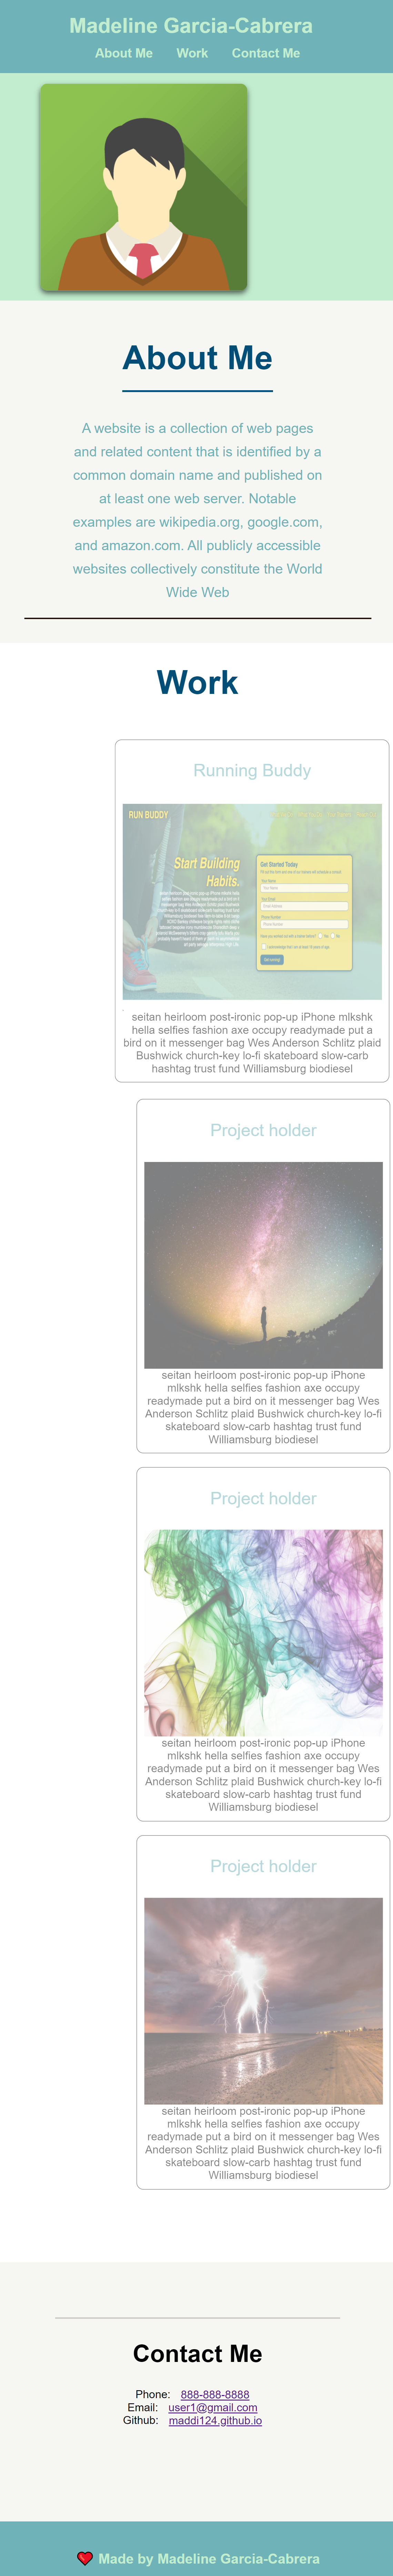 Madeline Garcia-Cabrera
About Me Work Contact Me
About Me
A website is a collection of web pages
and related content that is identified by a
common domain name and published on
at least one web server. Notable
examples are wikipedia.org, google.com,
and amazon.com. All publicly accessible
websites collectively constitute the World
Wide Web
Work
Running Buddy
RUN BUDDY
Start Building
Habits.
Get Started Today
seitan heirloom post-ironic pop-up iPhone mlkshk
hella selfies fashion axe occupy readymade put a
bird on it messenger bag Wes Anderson Schlitz plaid
Bushwick church-key lo-fi skateboard slow-carb
hashtag trust fund Williamsburg biodiesel
Project holder
seitan heirloom post-ironic pop-up iPhone
mlkshk hella selfies fashion axe occupy
readymade put a bird on it messenger bag Wes
Anderson Schlitz plaid Bushwick church-key lo-fi
skateboard slow-carb hashtag trust fund
Williamsburg biodiesel
Project holder
seitan heirloom post-ironic pop-up iPhone
mlkshk hella selfies fashion axe occupy
readymade put a bird on it messenger bag Wes
Anderson Schlitz plaid Bushwick church-key lo-fi
skateboard slow-carb hashtag trust fund
Williamsburg biodiesel
Project holder
seitan heirloom post-ironic pop-up iPhone
mlkshk hella selfies fashion axe occupy
readymade put a bird on it messenger bag Wes
Anderson Schlitz plaid Bushwick church-key lo-fi
skateboard slow-carb hashtag trust fund
Williamsburg biodiesel
Contact Me
Phone: 888-888-8888
Email: user1@gmail.com
Github: maddi124.github.io
Made by Madeline Garcia-Cabrera